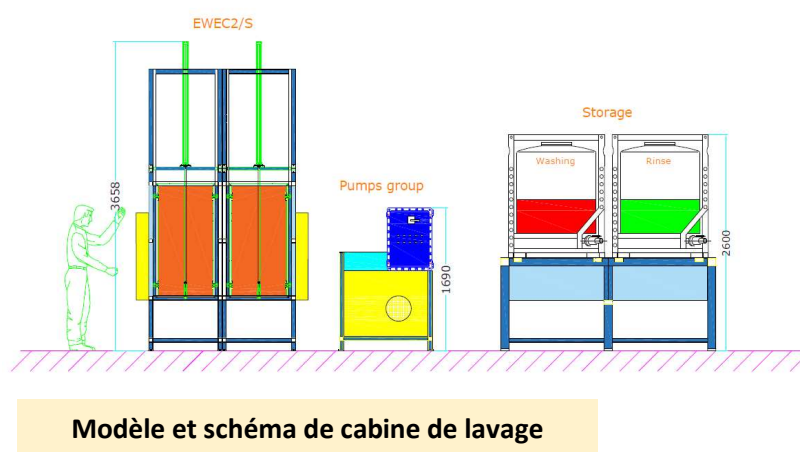 EWEC2/S
Storage
Washing
Rinse
Pumps group
3658
1690
2600
Modèle et schéma de cabine de lavage